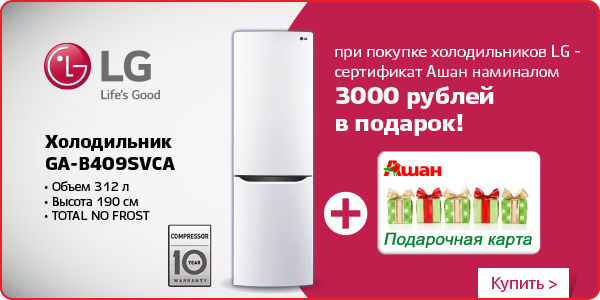 LG
Life's Good
Холодильник
GA-B409SVCA
• Объем 312 л
• Высота 190 см
• TOTAL NO FROST
COMPRESSOR
10 YEAR
WARRANTY
LG
при покупке холодильников LG -
сертификат Ашан наминалом
3000 рублей
в подарок!
+
Ашан
Подарочная карта
Купить >